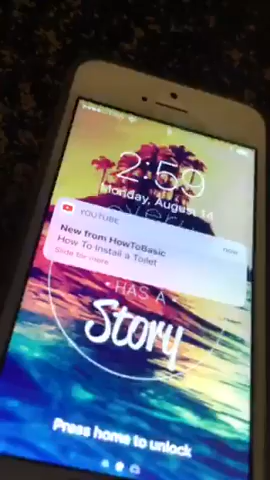 2:59
Monday, August 14
every
YOUTUBE
now
New from HowToBasic
How To Install a Toilet
Slide for more
HAS A
Story
Press home to unlock